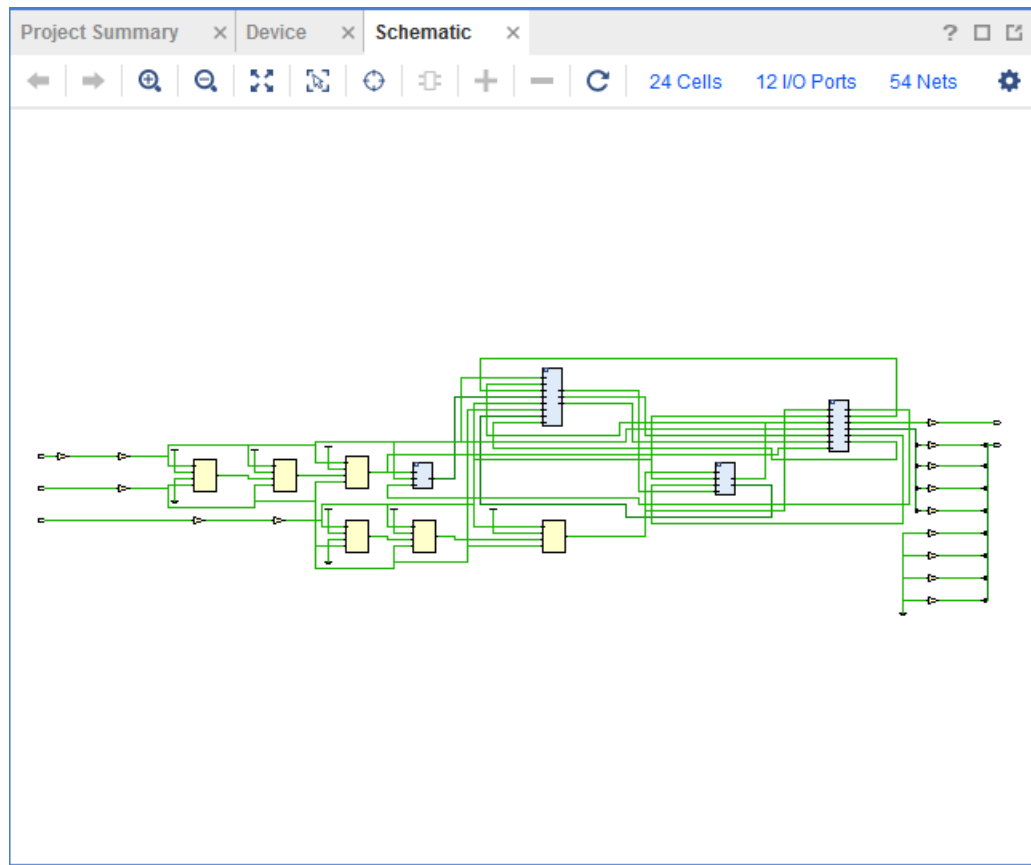 Project Summary × Device × Schematic × ?
24 Cells 12 I/O Ports 54 Nets